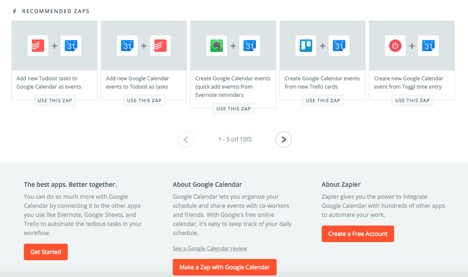 RECOMMENDED ZAPS
31
31
31
31
31
Add new Todoist tasks to
Google Calendar as events
USE THIS ZAP
Add new Google Calendar
events to Todoist as tasks
USE THIS ZAP
Create Google Calendar events
(quick add events) from
Evernote reminders
USE THIS ZAP
Create Google Calendar events
from new Trello cards
USE THIS ZAP
Create new Google Calendar
event from Toggl time entry
USE THIS ZAP
1 - 5 (of 100)
The best apps. Better together.
You can do so much more with Google
Calendar by connecting it to the other apps
you use like Evernote, Google Sheets, and
Trello to automate the tedious tasks in your
workflow.
Get Started
About Google Calendar
Google Calendar lets you organize
your schedule and share events with co-workers
and friends. With Google's free online
calendar, it's easy to keep track of your daily
schedule.
See a Google Calendar review
Make a Zap with Google Calendar
About Zapier
Zapier gives you the power to integrate
Google Calendar with hundreds of other apps
to automate your work.
Create a Free Account